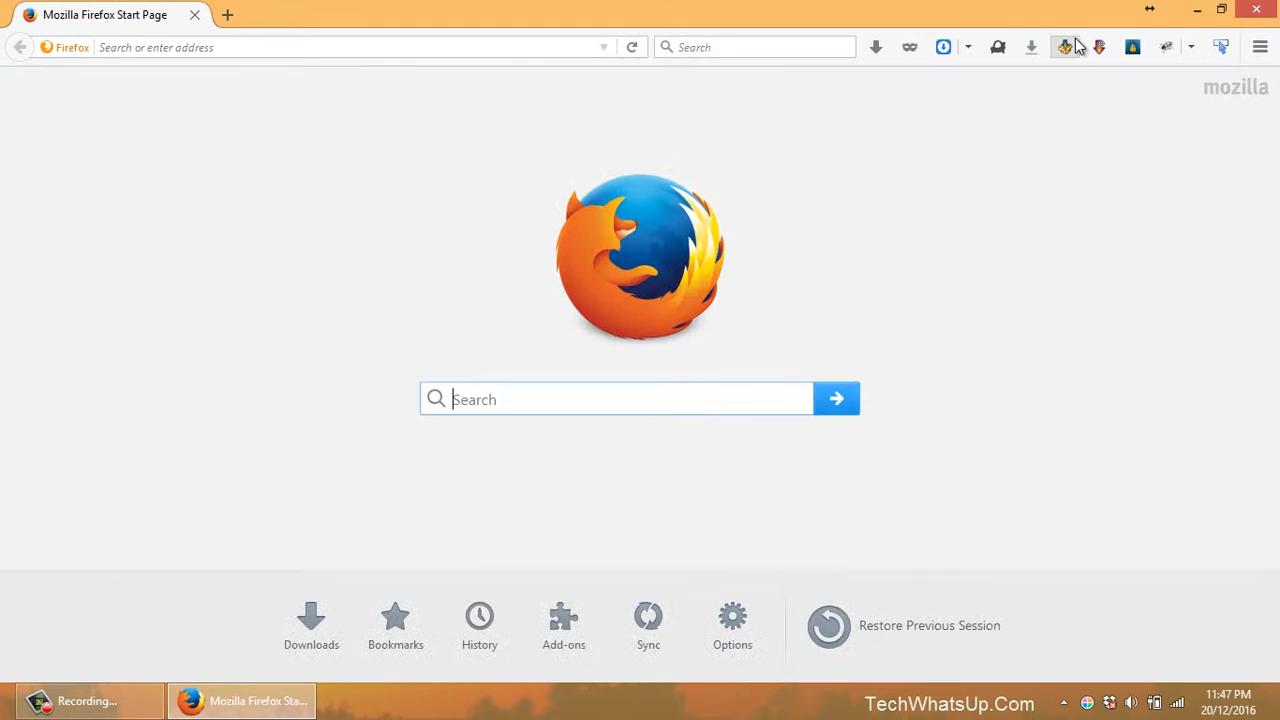 Mozilla Firefox Start Page
Firefox
Search or enter address
Search
mozilla
Search
Downloads
Bookmarks
History
Add-ons
Sync
Options
Restore Previous Session
Recording...
Mozilla Firefox Sta...
TechWhatsUp.Com
11:47 PM
20/12/2016